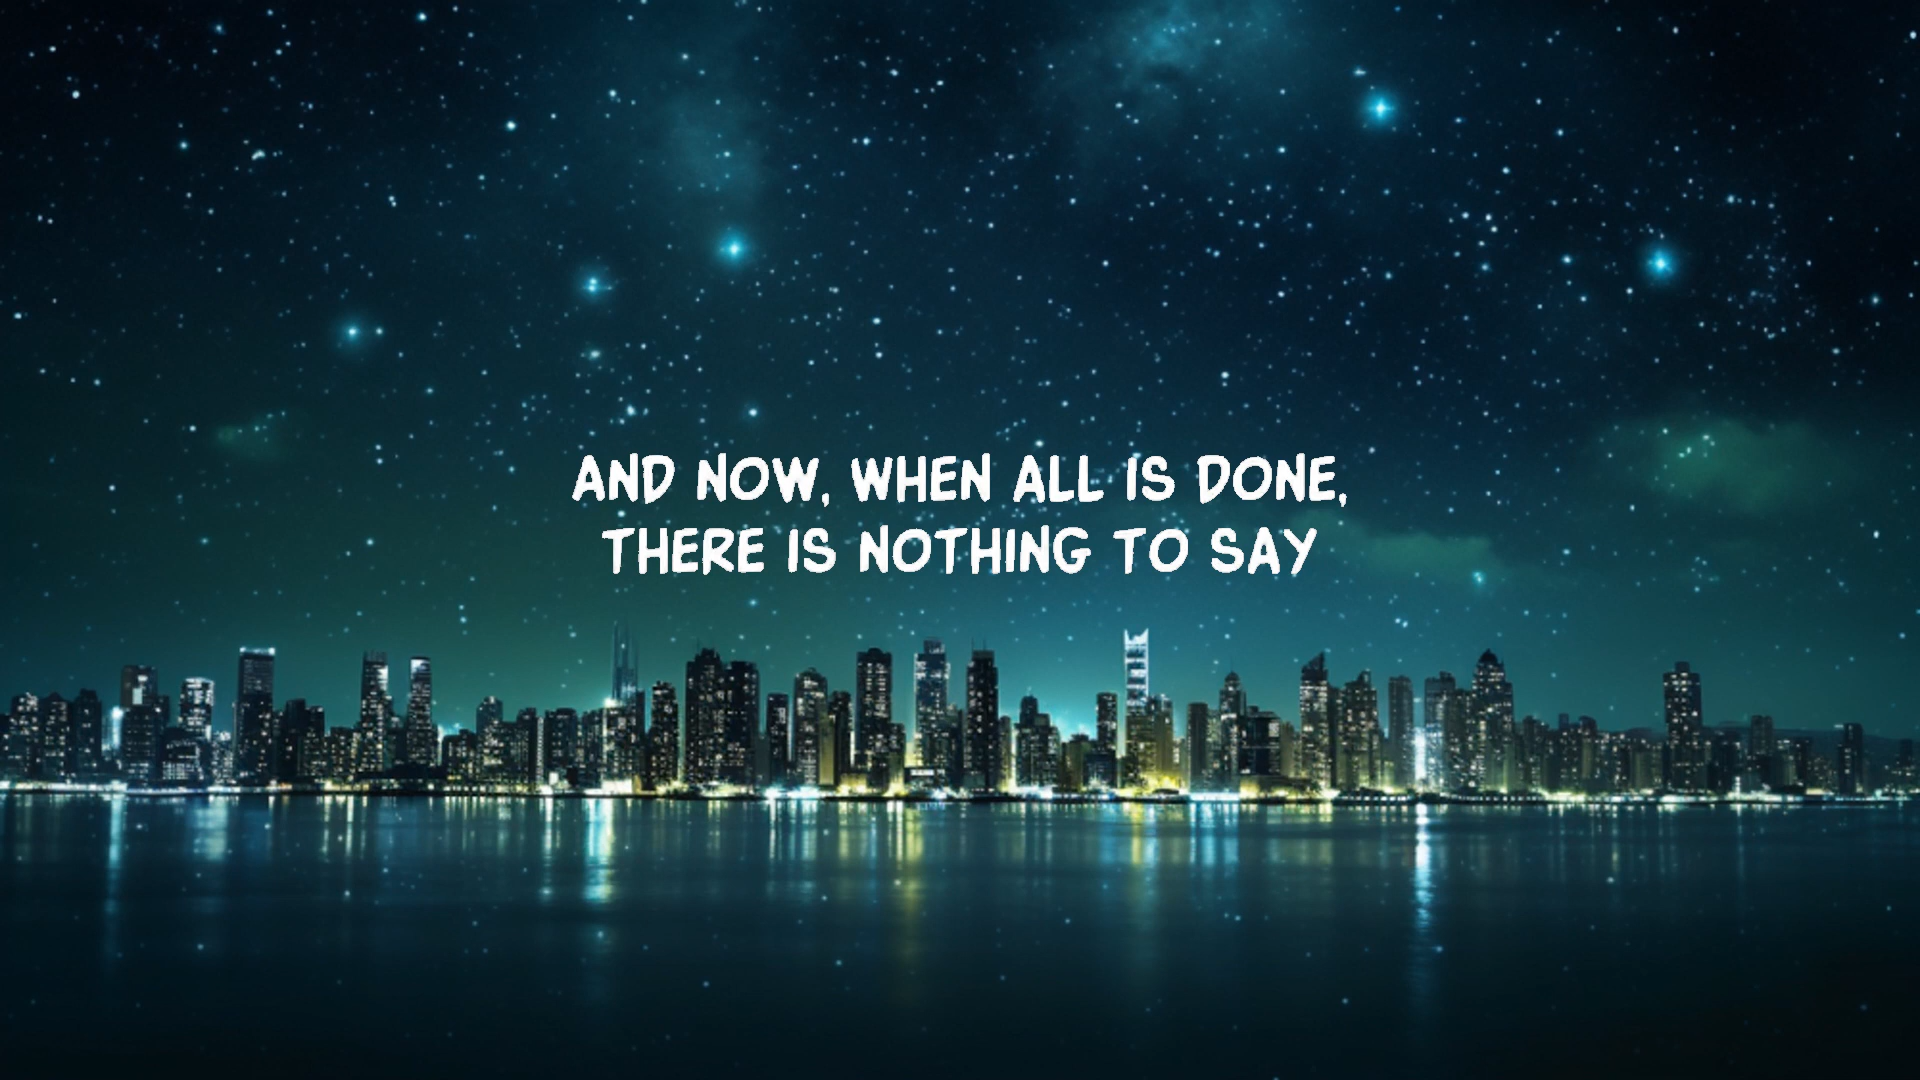 AND NOW, WHEN ALL IS DONE,
THERE IS NOTHING TO SAY